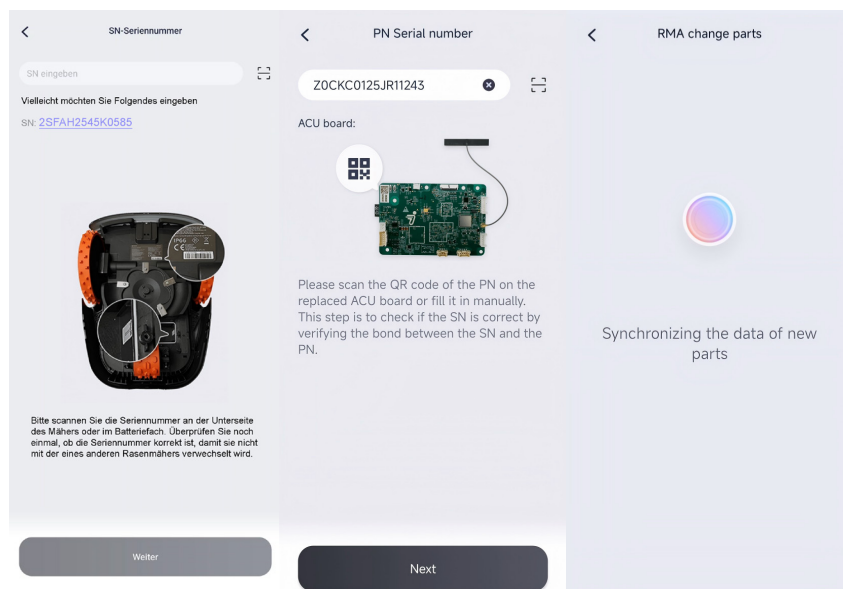 SN-Seriennummer
SN eingeben
Vielleicht möchten Sie Folgendes eingeben
SN: 2SFAH2545K0585
IP66
Bitte scannen Sie die Seriennummer an der Unterseite
des Mähers oder im Batteriefach. Überprüfen Sie noch
einmal, ob die Seriennummer korrekt ist, damit sie nicht
mit der eines anderen Rasenmähers verwechselt wird.
Weiter
PN Serial number
Z0CKC0125JR11243
ACU board:
Please scan the QR code of the PN on the
replaced ACU board or fill it in manually.
This step is to check if the SN is correct by
verifying the bond between the SN and the
PN.
Next
RMA change parts
Synchronizing the data of new
parts